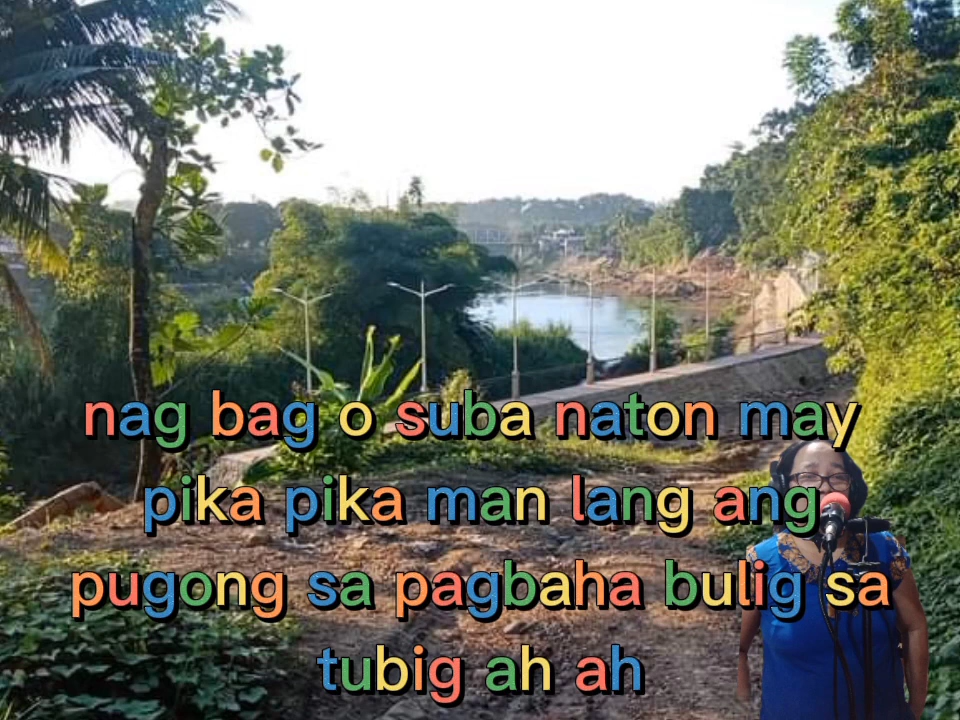 nag bag o suba naton may
pika pika man lang ang
pugong sa pagbaha bulig sa
tubig ah ah